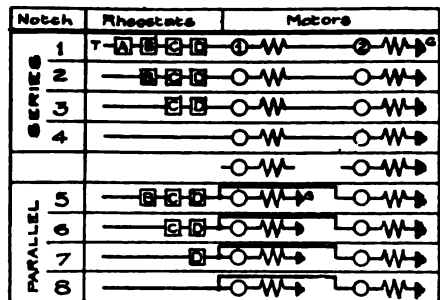 Notch Rheostats Motors
SERIES
1 T A B C D 1 2 G
2 B C D
3 C D
4
PARALLEL
5 B C D G
6 C D
7 D
8